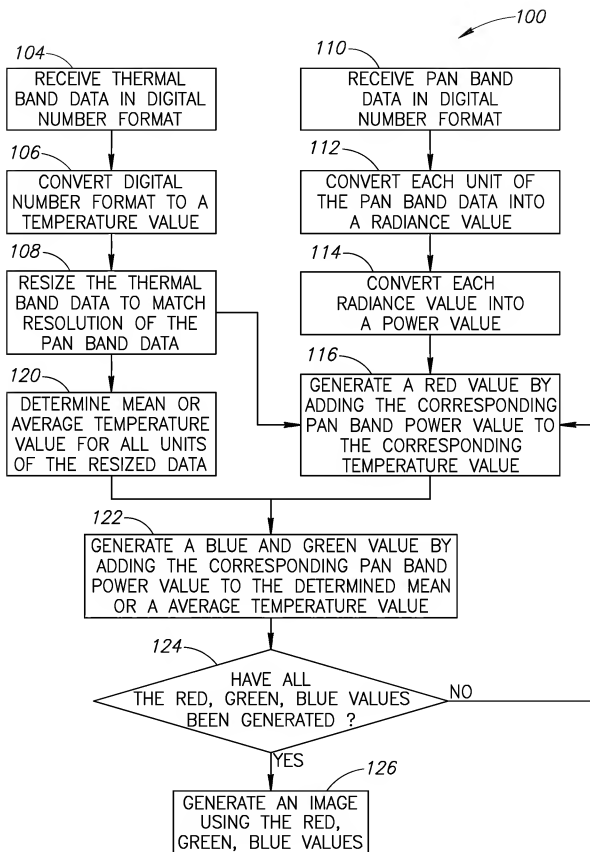 100
104
RECEIVE THERMAL
BAND DATA IN DIGITAL
NUMBER FORMAT
110
RECEIVE PAN BAND
DATA IN DIGITAL
NUMBER FORMAT
106
CONVERT DIGITAL
NUMBER FORMAT TO A
TEMPERATURE VALUE
112
CONVERT EACH UNIT OF
THE PAN BAND DATA INTO
A RADIANCE VALUE
108
RESIZE THE THERMAL
BAND DATA TO MATCH
RESOLUTION OF THE
PAN BAND DATA
114
CONVERT EACH
RADIANCE VALUE INTO
A POWER VALUE
120
DETERMINE MEAN OR
AVERAGE TEMPERATURE
VALUE FOR ALL UNITS
OF THE RESIZED DATA
116
GENERATE A RED VALUE BY
ADDING THE CORRESPONDING
PAN BAND POWER VALUE TO
THE CORRESPONDING
TEMPERATURE VALUE
122
GENERATE A BLUE AND GREEN VALUE BY
ADDING THE CORRESPONDING PAN BAND
POWER VALUE TO THE DETERMINED MEAN
OR A AVERAGE TEMPERATURE VALUE
124
HAVE ALL
THE RED, GREEN, BLUE VALUES
BEEN GENERATED ?
NO
YES
126
GENERATE AN IMAGE
USING THE RED,
GREEN, BLUE VALUES